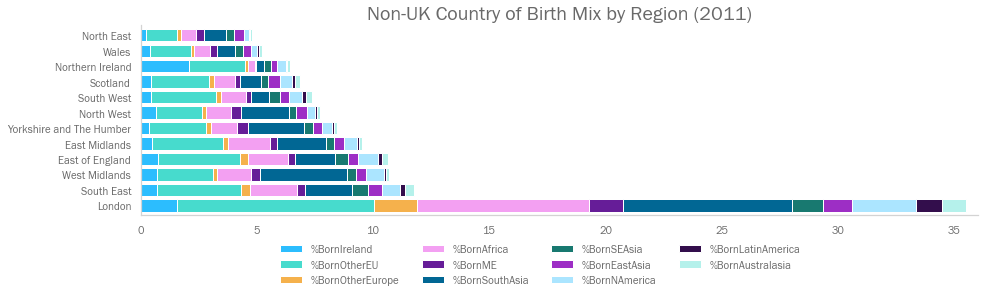 Non-UK Country of Birth Mix by Region (2011)
North East
Wales
Northern Ireland
Scotland
South West
North West
Yorkshire and The Humber
East Midlands
East of England
West Midlands
South East
London
0 5 10 15 20 25 30 35
%BornIreland %BornAfrica %BornSEAsia %BornLatinAmerica
%BornOtherEU %BornME %BornEastAsia %BornAustralasia
%BornOtherEurope %BornSouthAsia %BornNAmerica